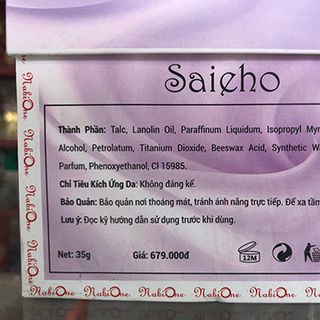 Saieho
Thành Phần: Talc, Lanolin Oil, Paraffinum Liquidum, Isopropyl
Alcohol, Petrolatum, Titanium Dioxide, Beeswax Acid, Synthetic
Parfum, Phenoxyethanol, CI 15985.
Chỉ Tiêu Kích Ứng Da: Không đáng kể.
Bảo Quản: Bảo quản nơi thoáng mát, tránh ánh nắng trực tiếp. Để xa
Lưu ý: Đọc kỹ hướng dẫn sử dụng trước khi dùng.
Net: 35g Giá: 679.000đ 12M
NabiOne
NabiOne NabiOne NabiOne NabiOne